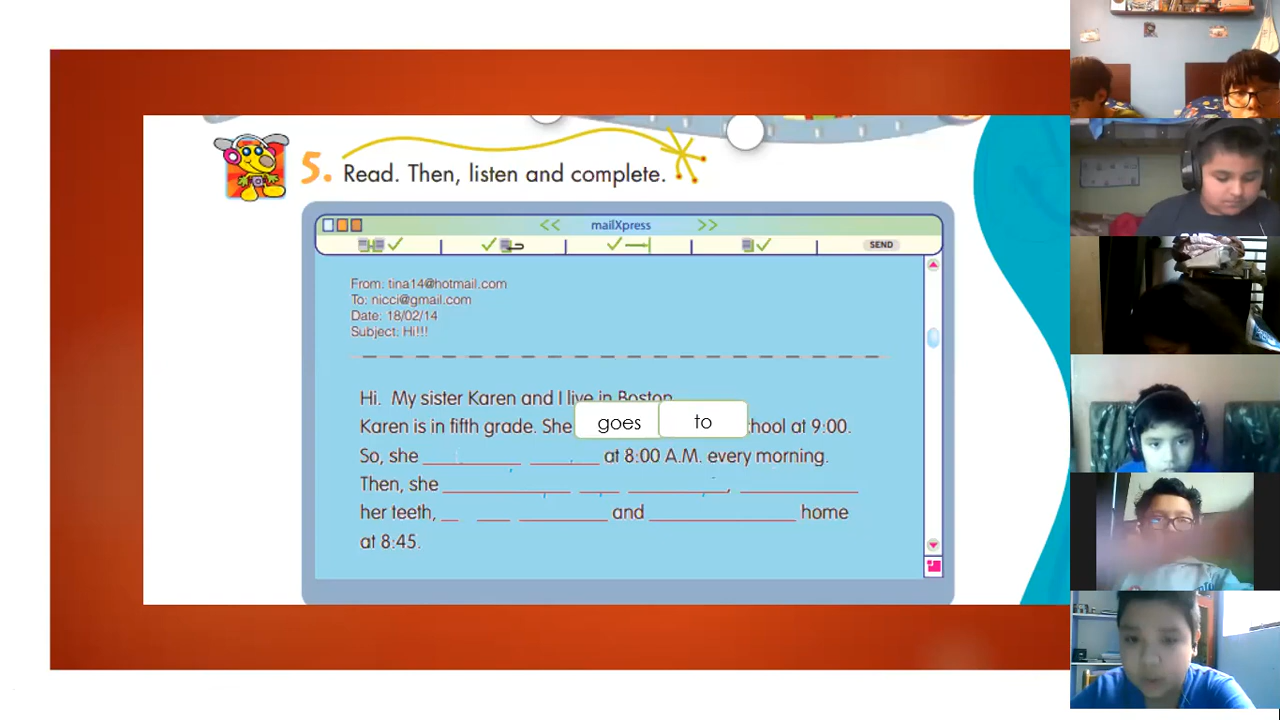 5. Read. Then, listen and complete.
<< mailXpress >>
SEND
From: tina14@hotmail.com
To: nicci@gmail.com
Date: 18/02/14
Subject: Hi!!!
Hi. My sister Karen and I live in Boston
Karen is in fifth grade. She goes to hool at 9:00.
So, she at 8:00 A.M. every morning.
Then, she ,
her teeth, and home
at 8:45.